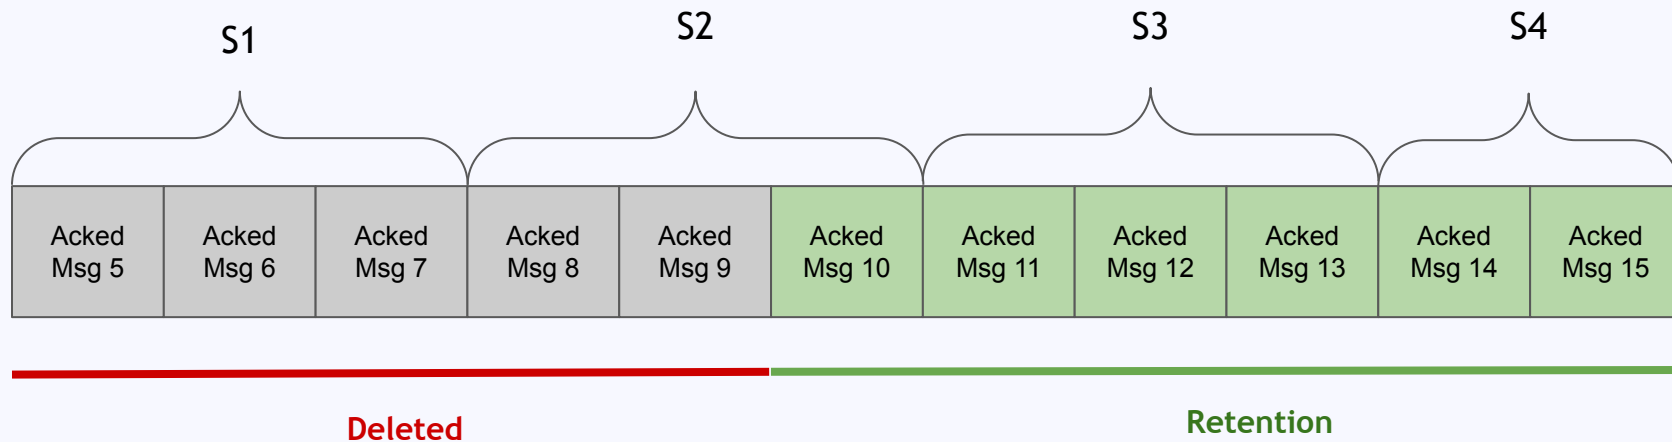 S1
S2
S3
S4
Acked
Msg 5
Acked
Msg 6
Acked
Msg 7
Acked
Msg 8
Acked
Msg 9
Acked
Msg 10
Acked
Msg 11
Acked
Msg 12
Acked
Msg 13
Acked
Msg 14
Acked
Msg 15
Deleted
Retention